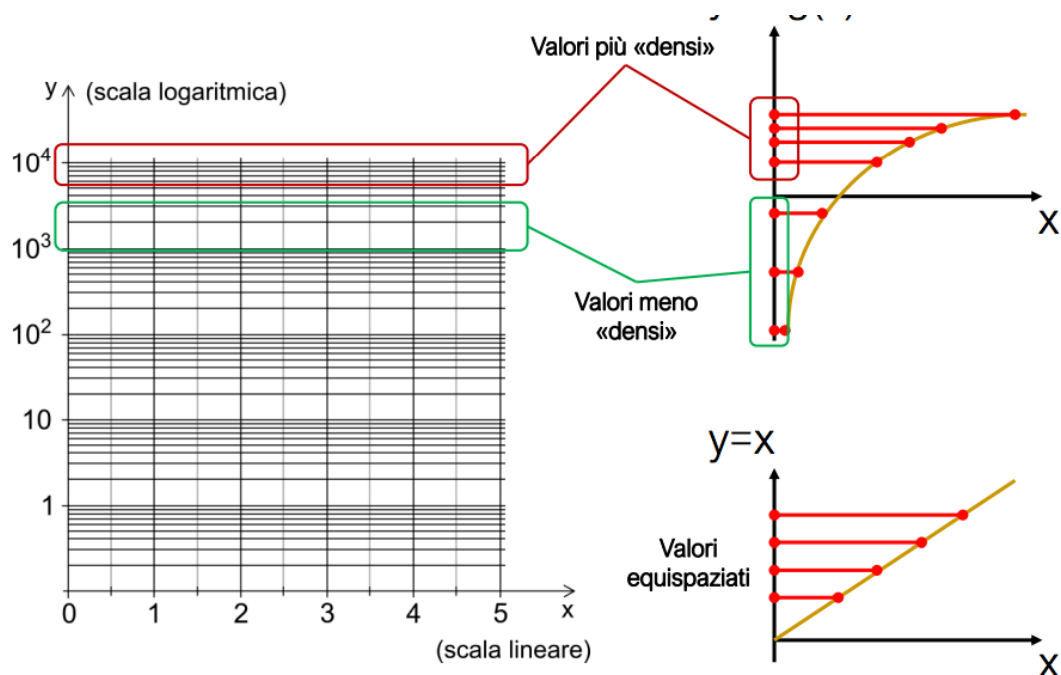 Valori più «densi»
y (scala logaritmica)
10⁴
10³
10²
10
1
0 1 2 3 4 5
x
(scala lineare)
Valori meno
«densi»
x
y=x
Valori
equispaziati
x